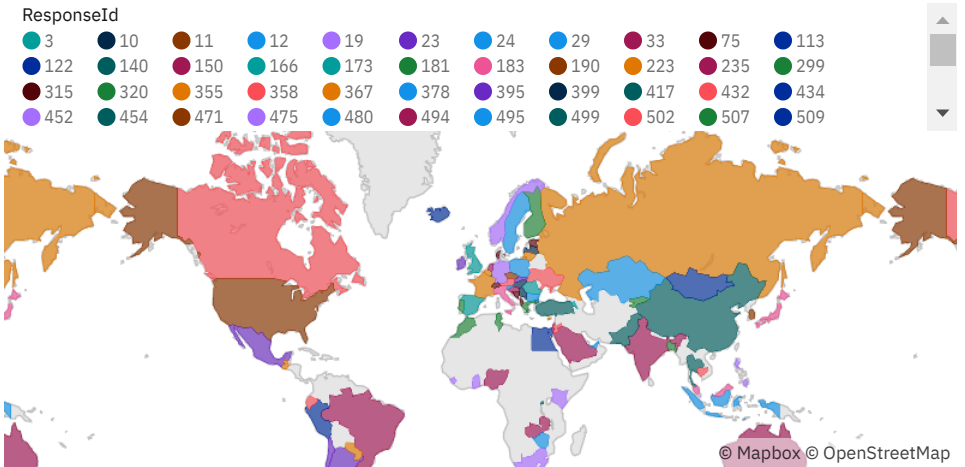 ResponseId
3 10 11 12 19 23 24 29 33 75 113
122 140 150 166 173 181 183 190 223 235 299
315 320 355 358 367 378 395 399 417 432 434
452 454 471 475 480 494 495 499 502 507 509
© Mapbox © OpenStreetMap